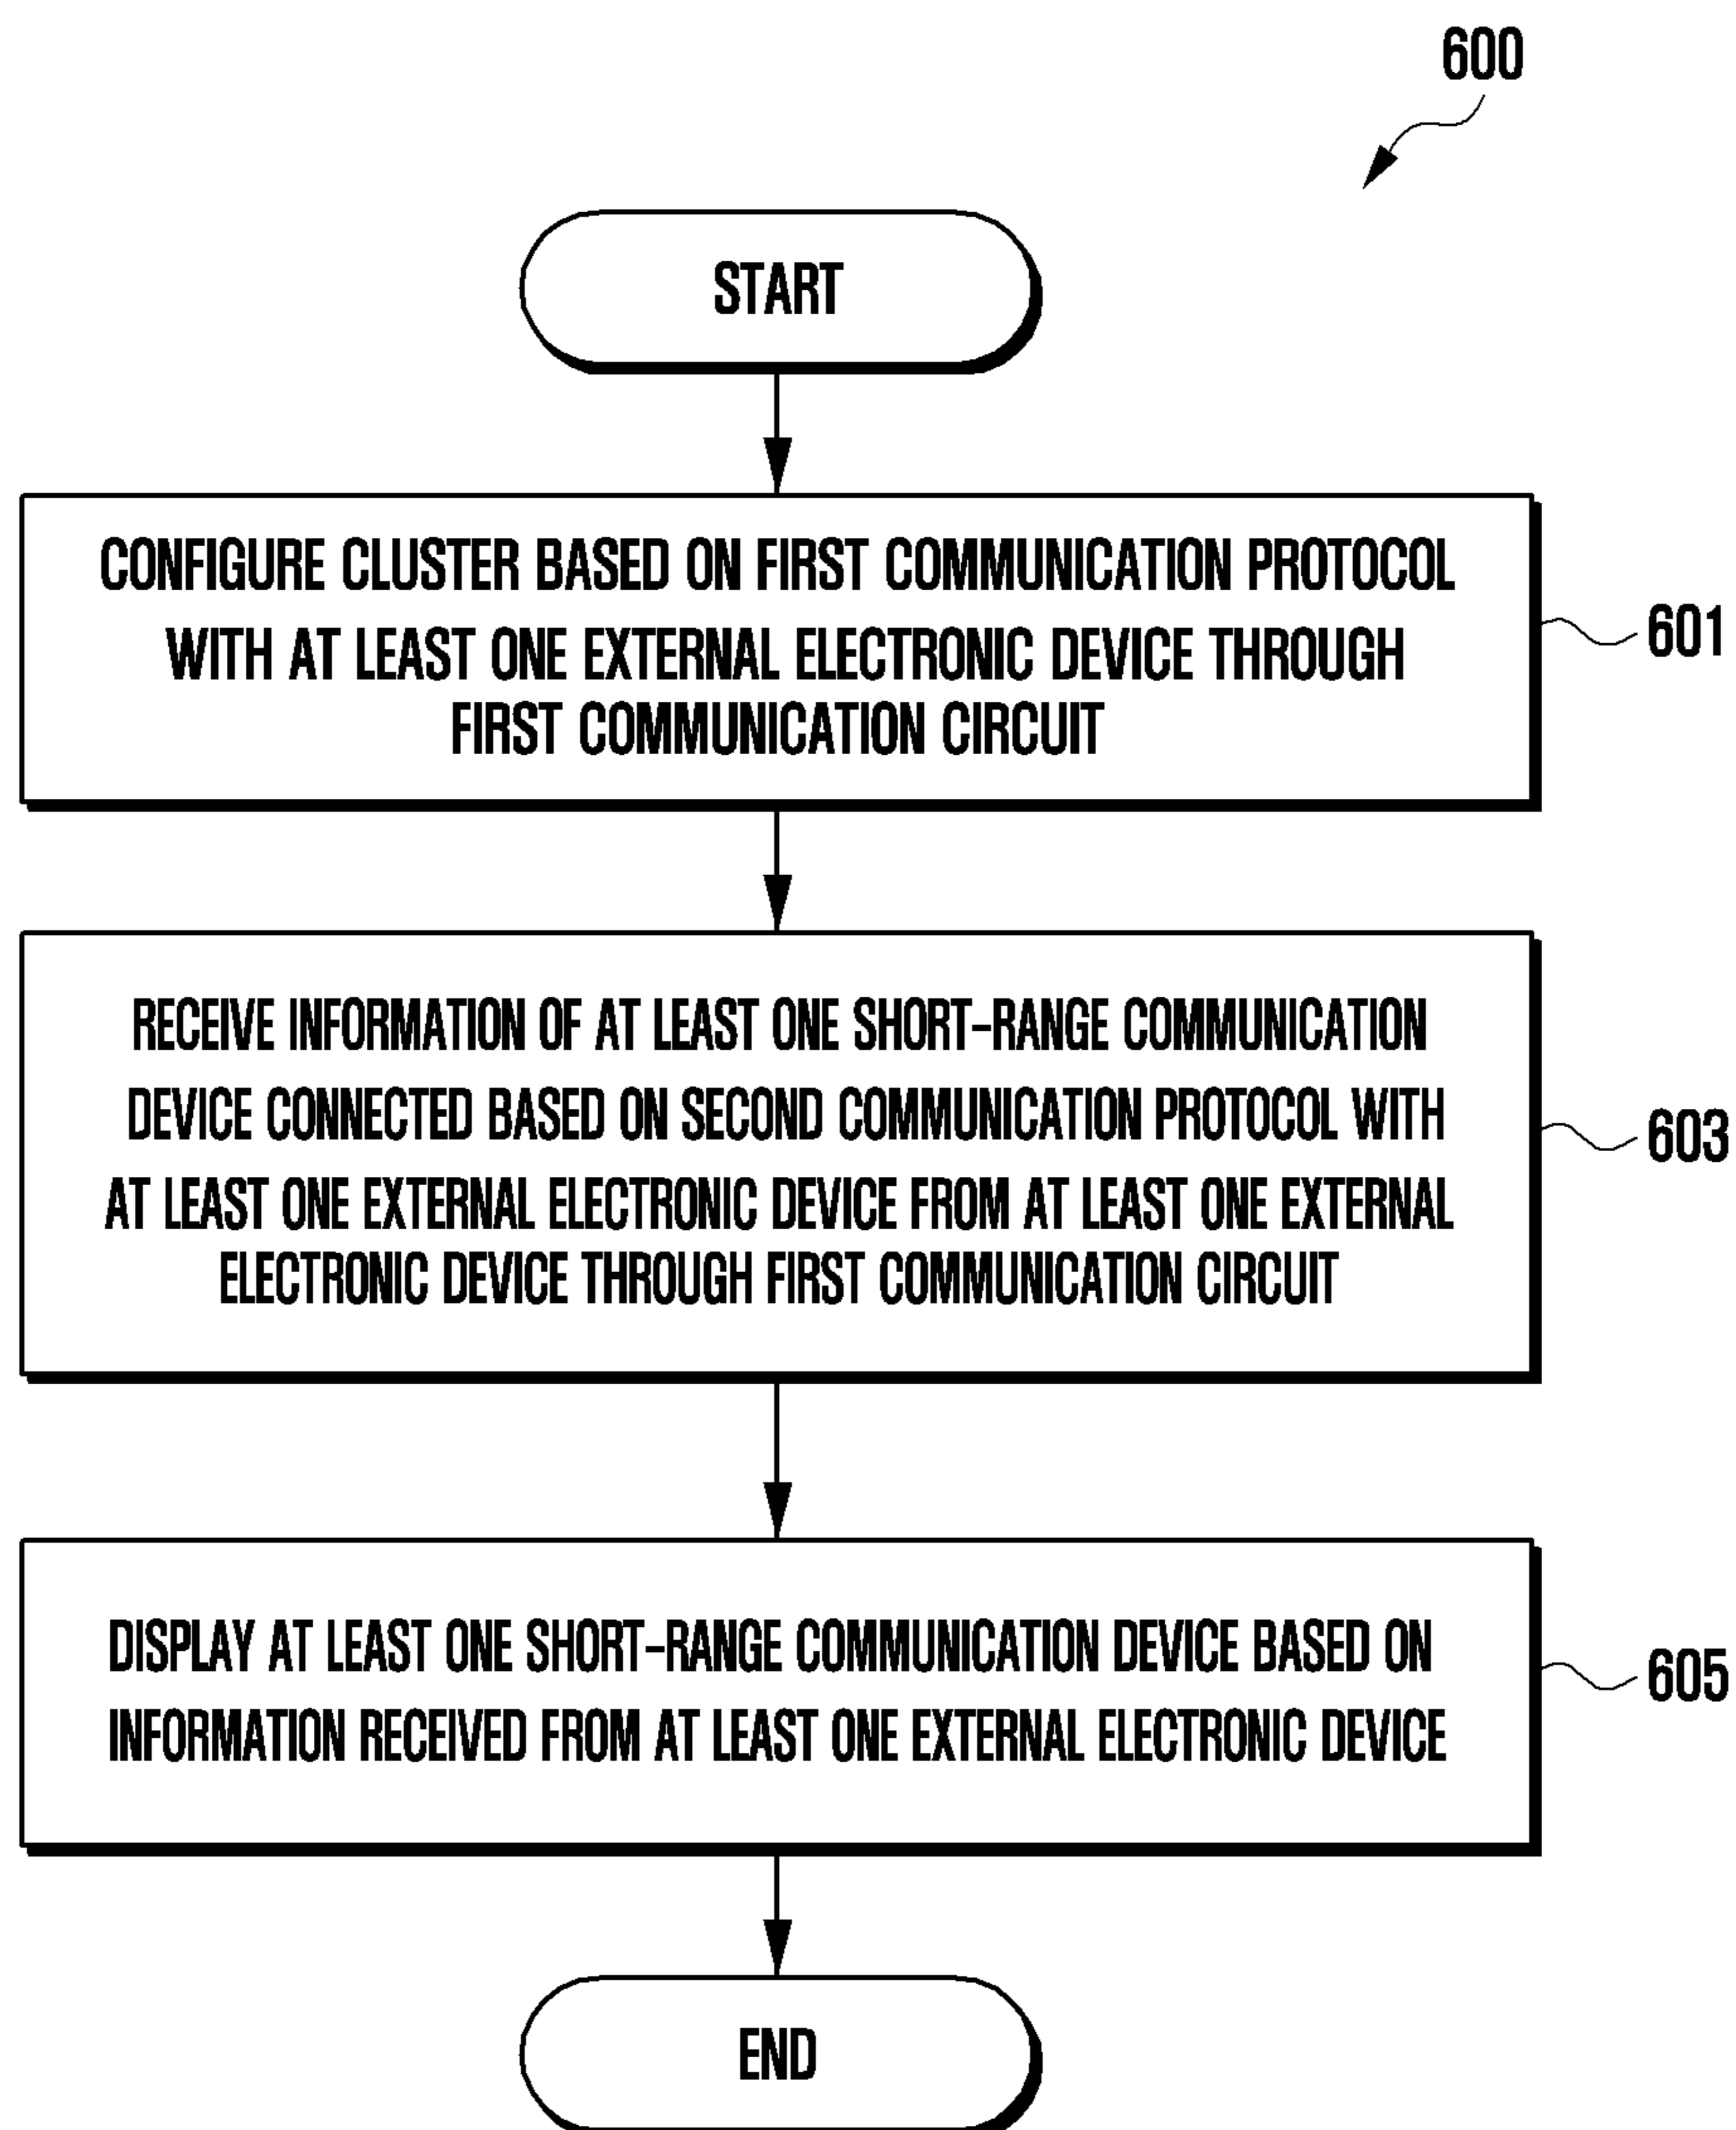 600
START
CONFIGURE CLUSTER BASED ON FIRST COMMUNICATION PROTOCOL
WITH AT LEAST ONE EXTERNAL ELECTRONIC DEVICE THROUGH
FIRST COMMUNICATION CIRCUIT
601
RECEIVE INFORMATION OF AT LEAST ONE SHORT-RANGE COMMUNICATION
DEVICE CONNECTED BASED ON SECOND COMMUNICATION PROTOCOL WITH
AT LEAST ONE EXTERNAL ELECTRONIC DEVICE FROM AT LEAST ONE EXTERNAL
ELECTRONIC DEVICE THROUGH FIRST COMMUNICATION CIRCUIT
603
DISPLAY AT LEAST ONE SHORT-RANGE COMMUNICATION DEVICE BASED ON
INFORMATION RECEIVED FROM AT LEAST ONE EXTERNAL ELECTRONIC DEVICE
605
END